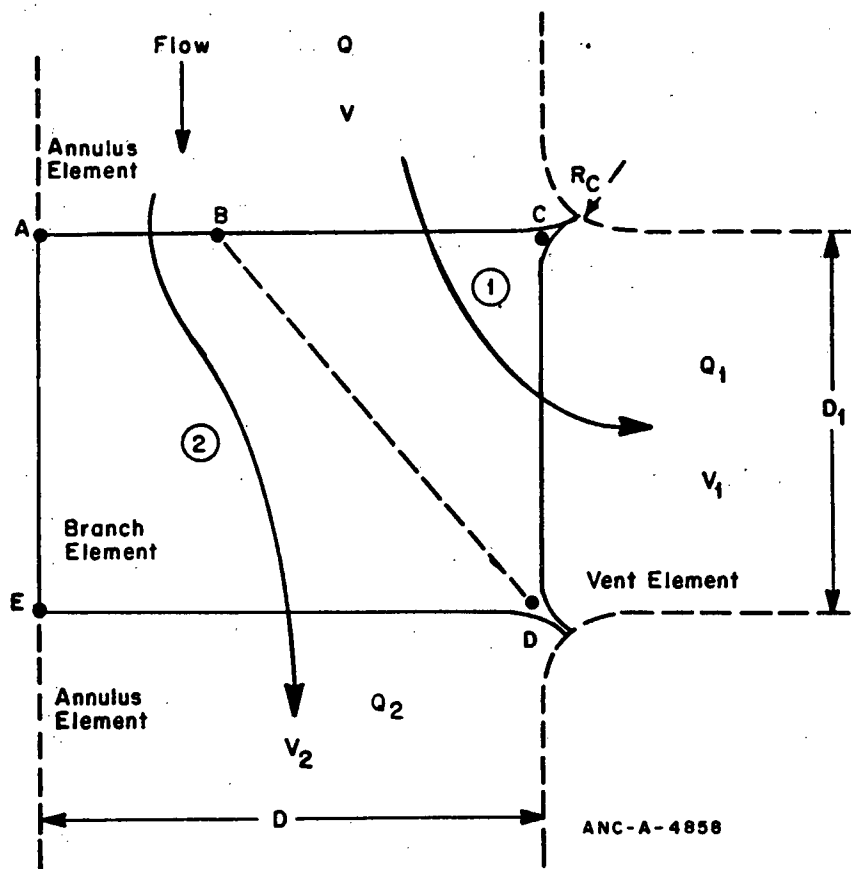 Flow
Q
V
Annulus
Element
R_C
A
B
C
1
Q_1
D_1
2
V_1
Branch
Element
Vent Element
E
D
Annulus
Element
Q_2
V_2
D
ANC-A-4858